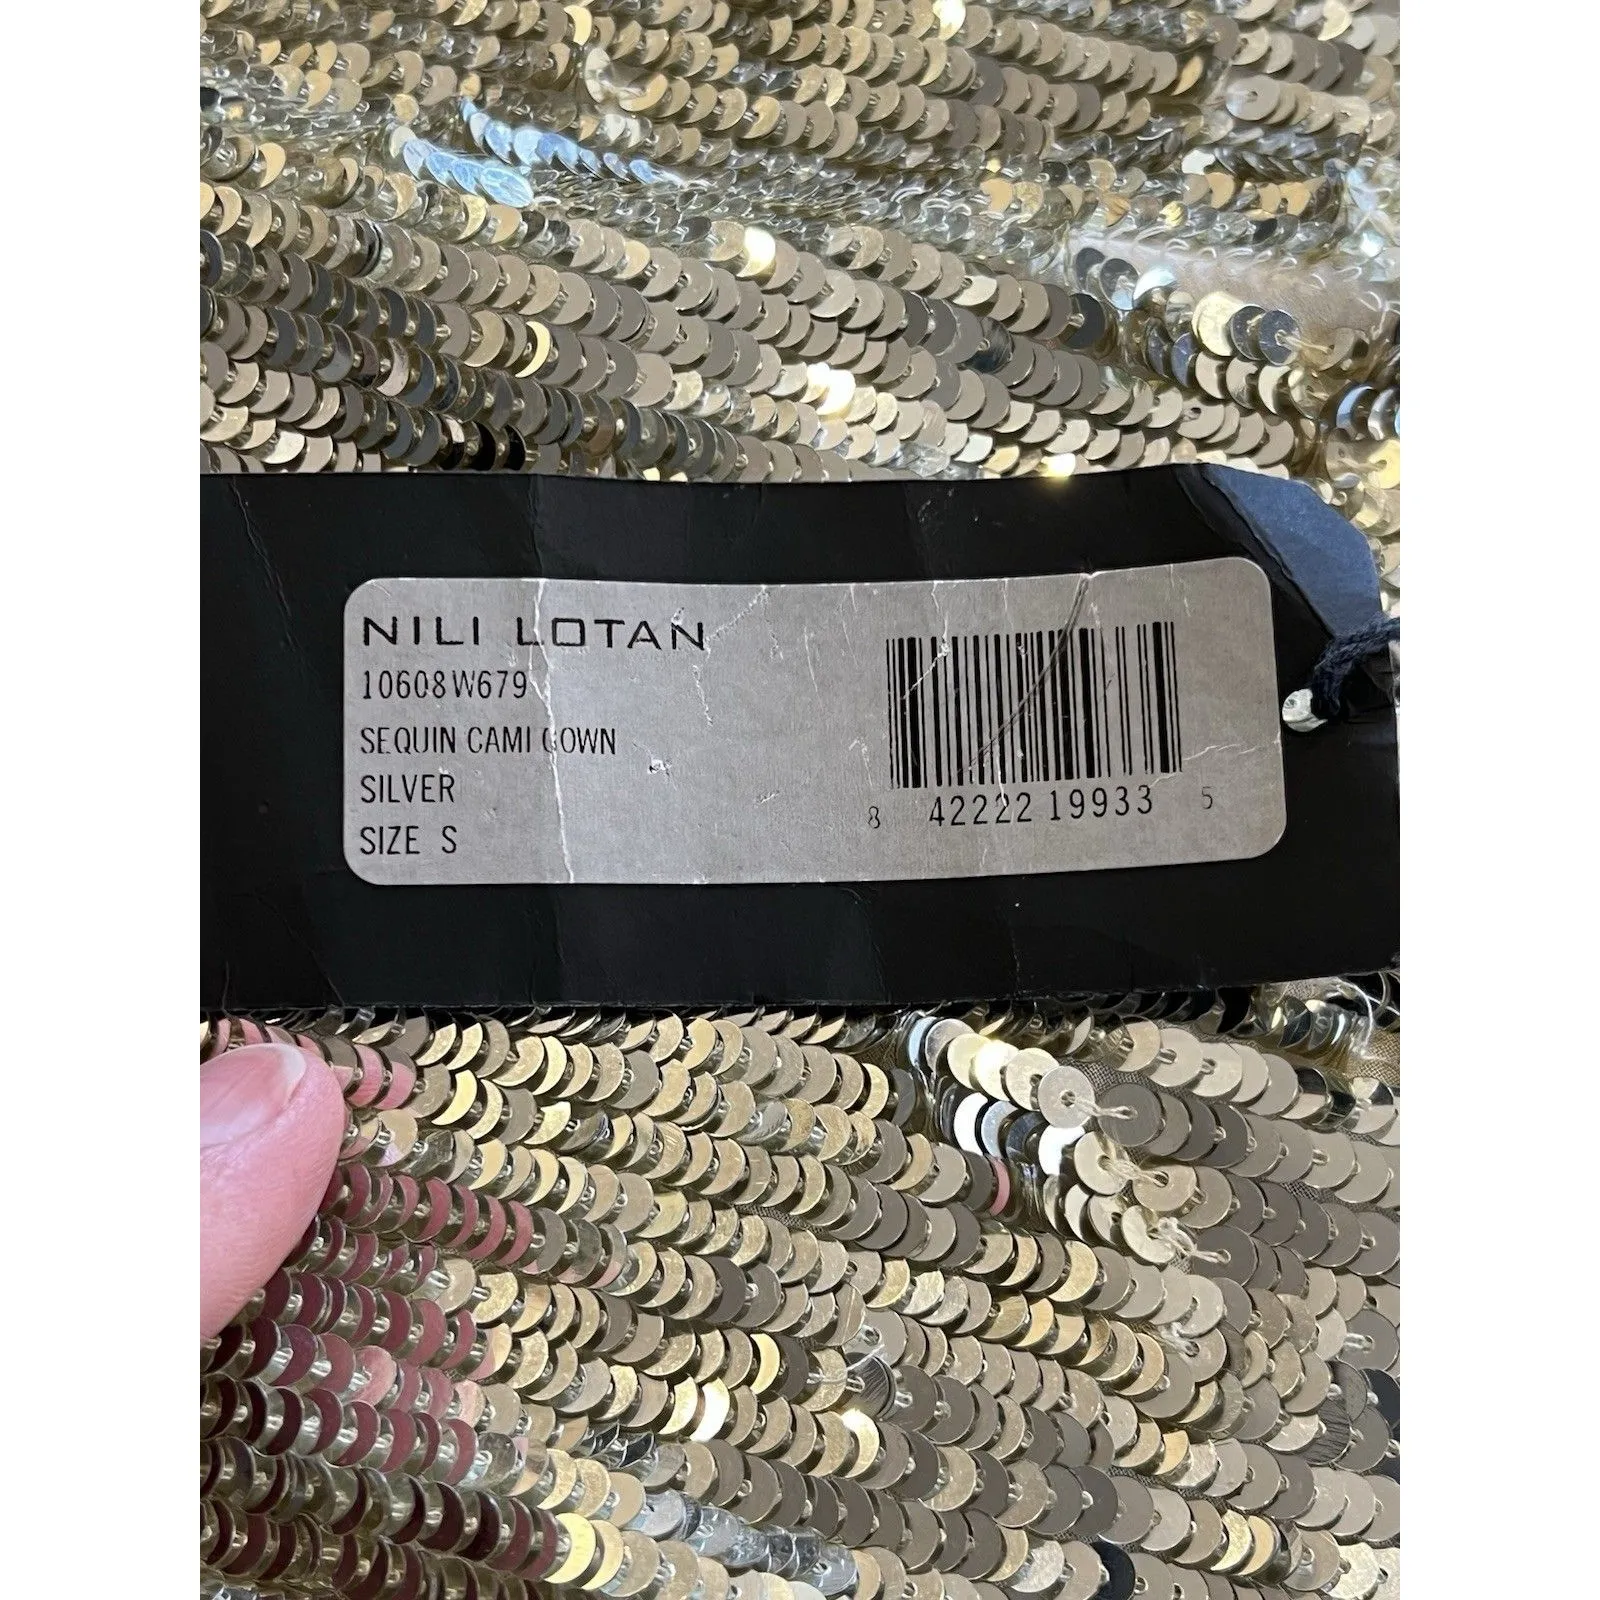 NILI LOTAN
10608W679
SEQUIN CAMI GOWN
SILVER
SIZE S
8 42222 19933 5